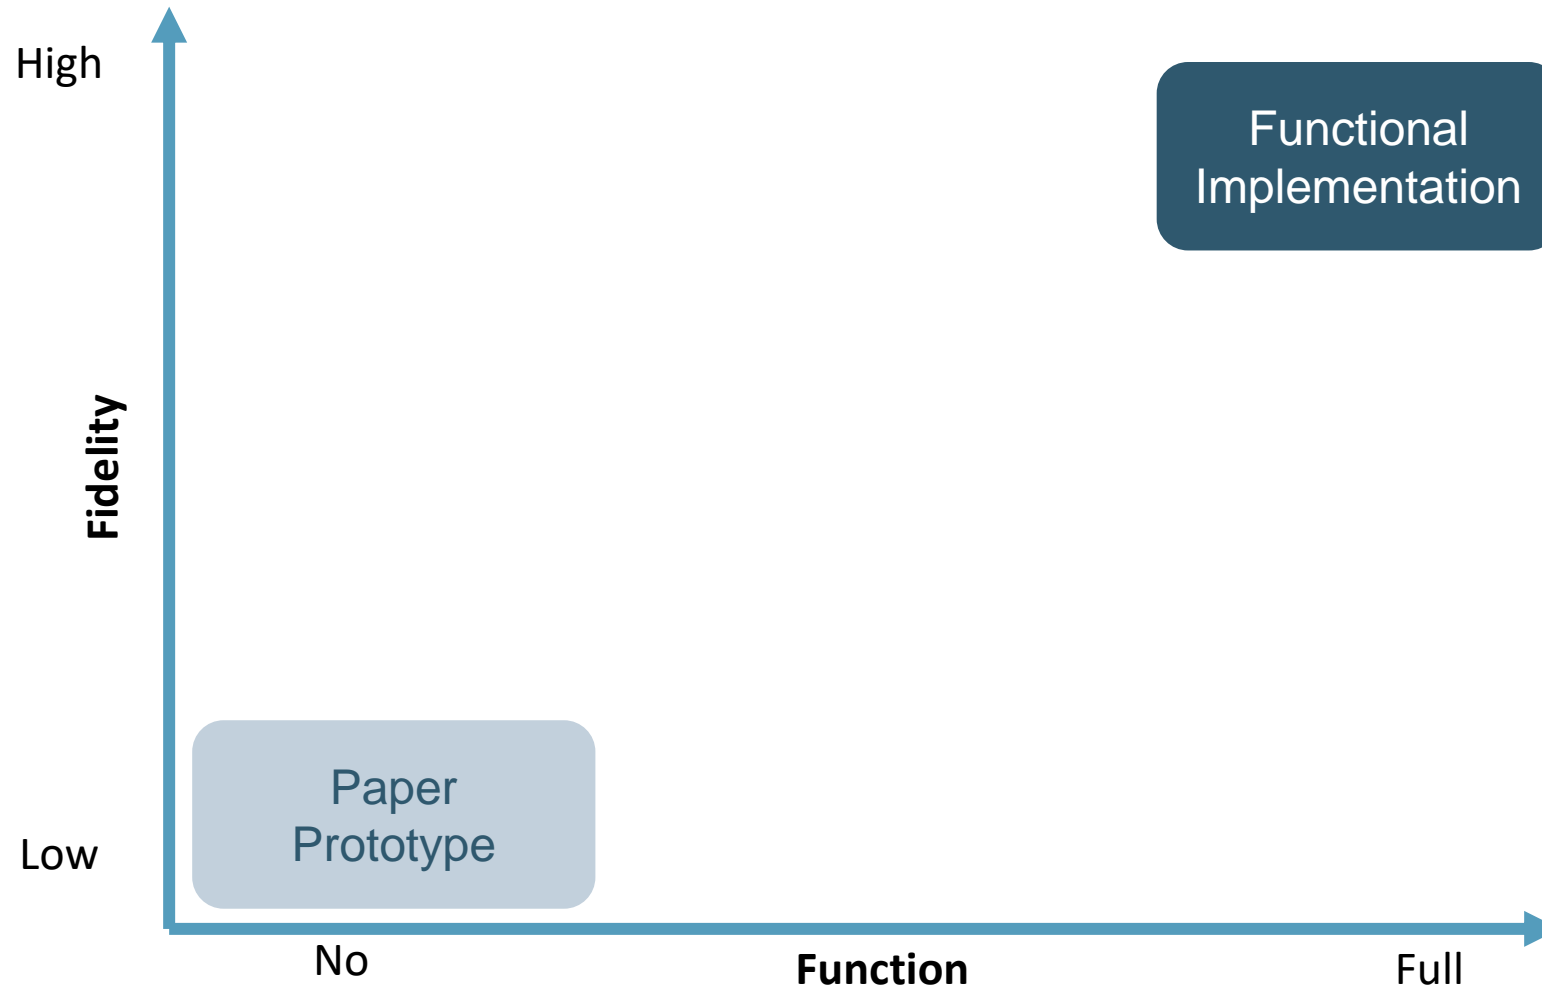 High
Functional
Implementation
Fidelity
Paper
Prototype
Low
No
Function
Full